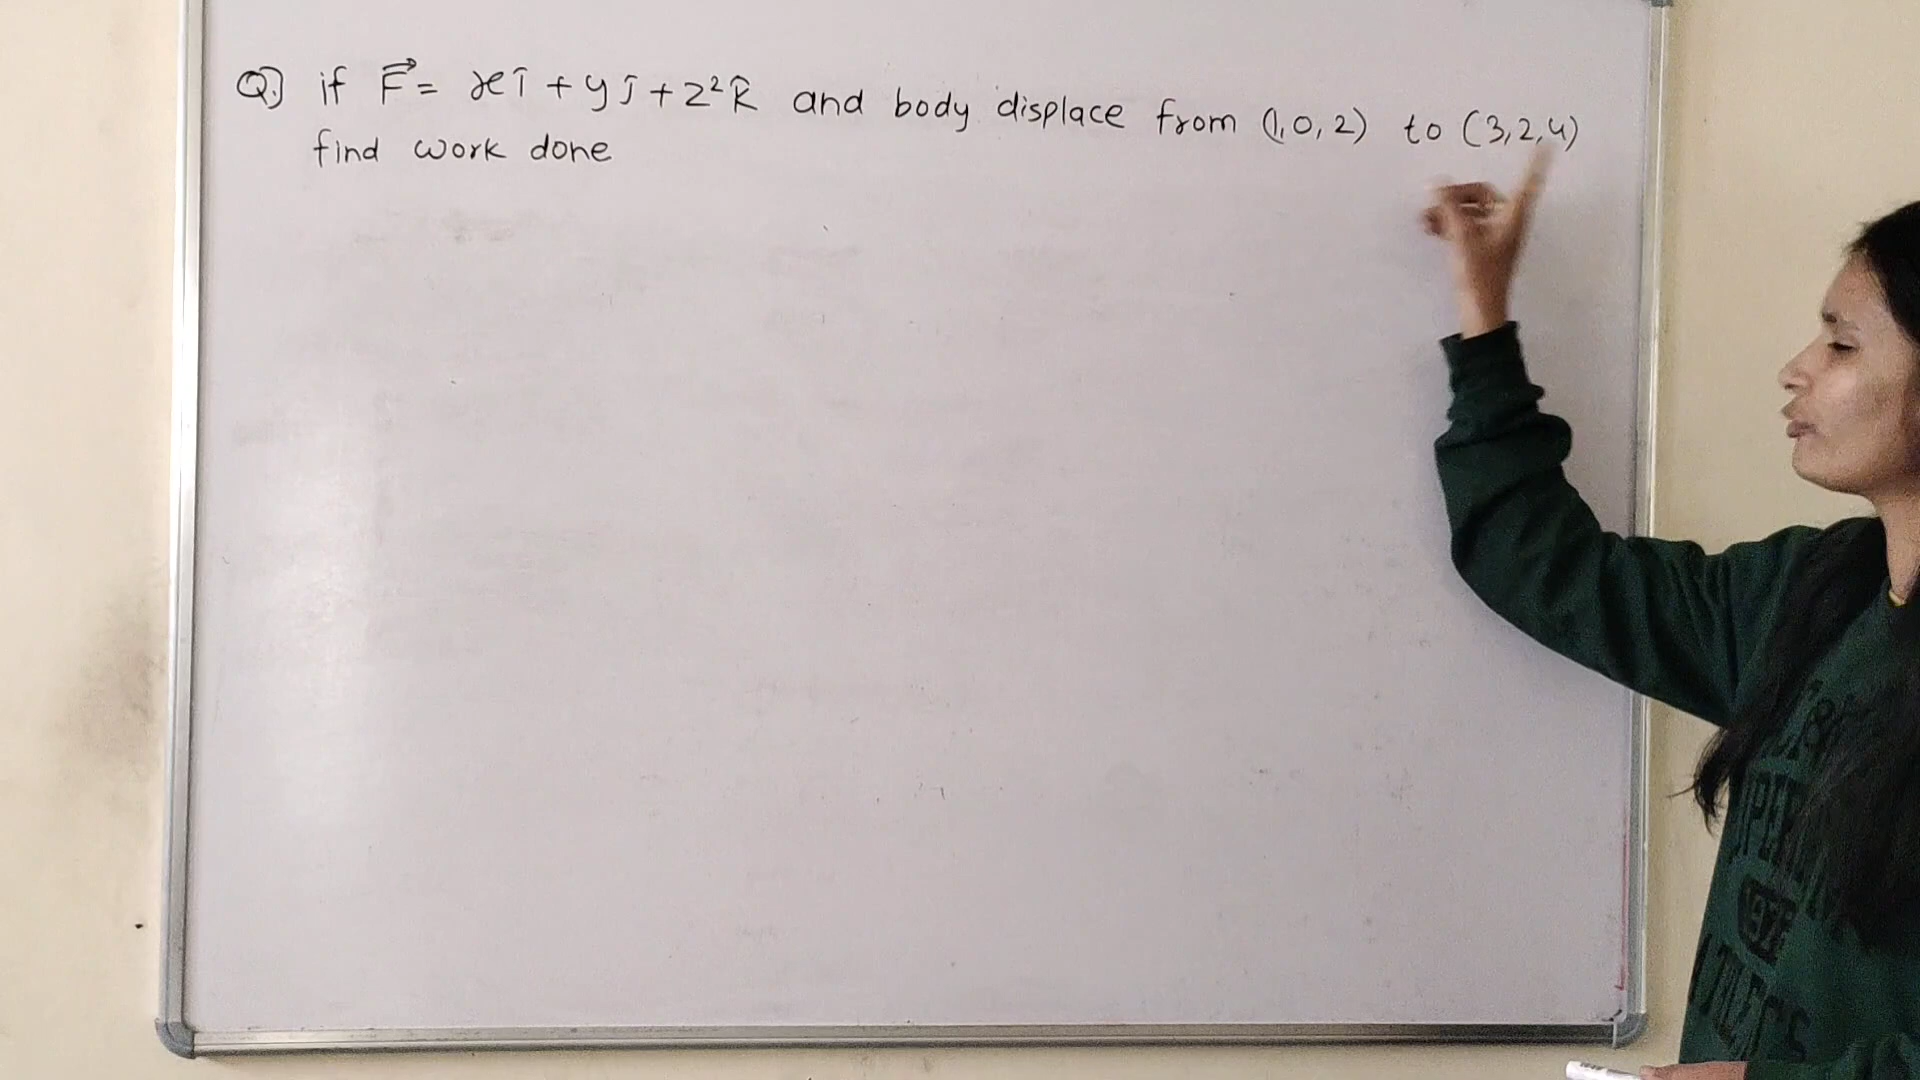 Q.) if F⃗ = xî + yĵ + z²k̂ and body displace from (1,0,2) to (3,2,4)
find work done